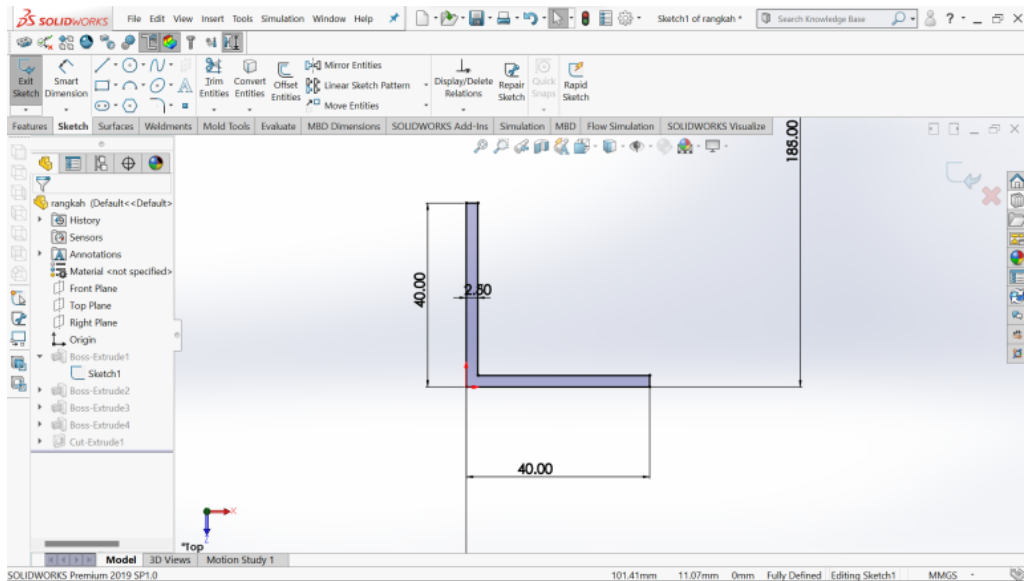 SOLIDWORKS File Edit View Insert Tools Simulation Window Help Sketch1 of rangkah * Search Knowledge Base
Exit Sketch
Smart Dimension
Trim Entities
Convert Entities
Offset Entities
Mirror Entities
Linear Sketch Pattern
Move Entities
Display/Delete Relations
Repair Sketch
Quick Snaps
Rapid Sketch
Features Sketch Surfaces Weldments Mold Tools Evaluate MBD Dimensions SOLIDWORKS Add-Ins Simulation MBD Flow Simulation SOLIDWORKS Visualize
rangkah (Default<<Default>
History
Sensors
Annotations
Material <not specified>
Front Plane
Top Plane
Right Plane
Origin
Boss-Extrude1
Sketch1
Boss-Extrude2
Boss-Extrude3
Boss-Extrude4
Cut-Extrude1
185.00
40.00
2.50
40.00
X
Z
*Top
Model 3D Views Motion Study 1
SOLIDWORKS Premium 2019 SP1.0 101.41mm 11.07mm 0mm Fully Defined Editing Sketch1 MMGS